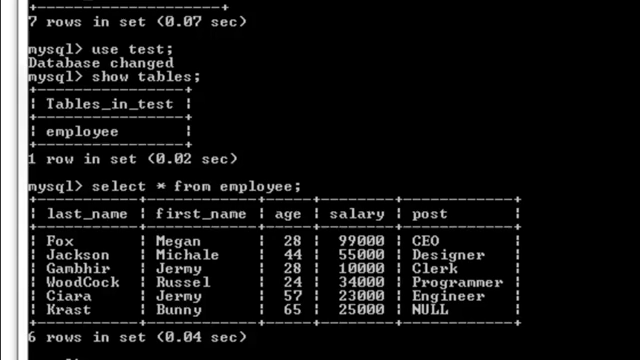 7 rows in set (0.07 sec)
mysql> use test;
Database changed
mysql> show tables;
Tables_in_test
employee
1 row in set (0.02 sec)
mysql> select * from employee;
last_name | first_name | age | salary | post
Fox | Megan | 28 | 99000 | CEO
Jackson | Michale | 44 | 55000 | Designer
Gambhir | Jermy | 28 | 10000 | Clerk
WoodCock | Russel | 24 | 34000 | Programmer
Ciara | Jermy | 57 | 23000 | Engineer
Krast | Bunny | 65 | 25000 | NULL
6 rows in set (0.04 sec)